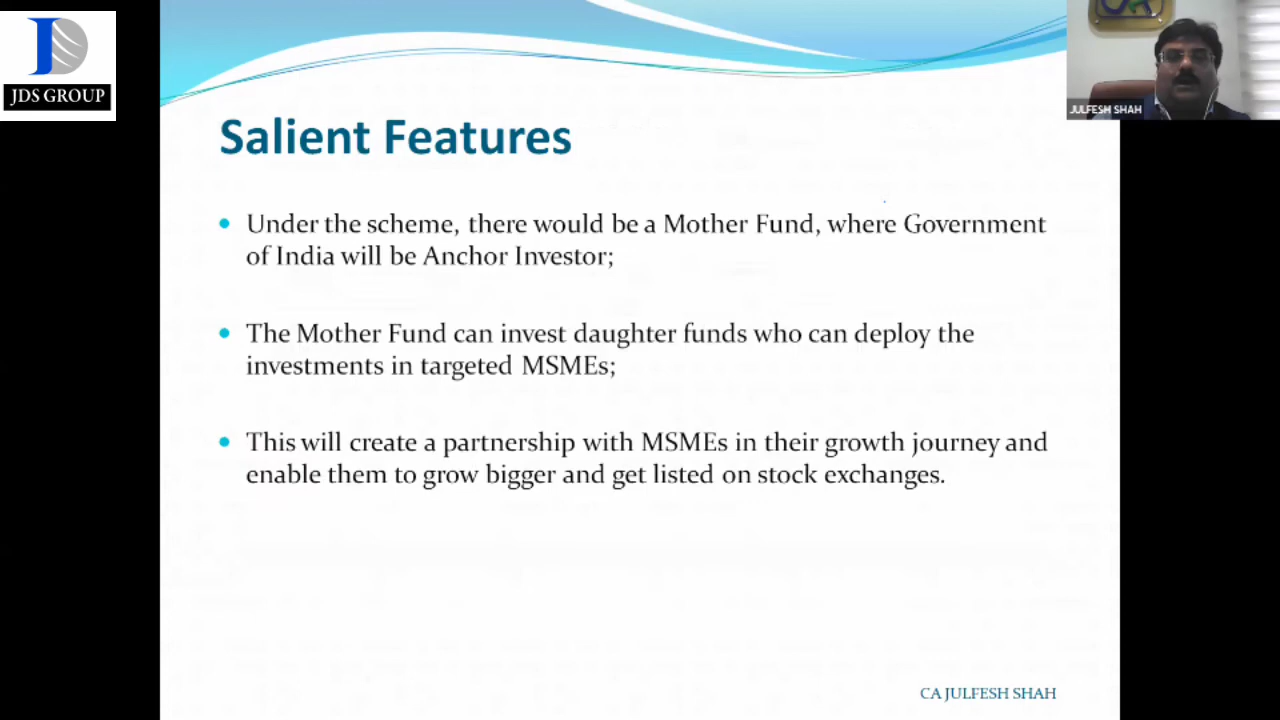 JDS GROUP
JULFESH SHAH
Salient Features
Under the scheme, there would be a Mother Fund, where Government
of India will be Anchor Investor;
The Mother Fund can invest daughter funds who can deploy the
investments in targeted MSMEs;
This will create a partnership with MSMEs in their growth journey and
enable them to grow bigger and get listed on stock exchanges.
CA JULFESH SHAH